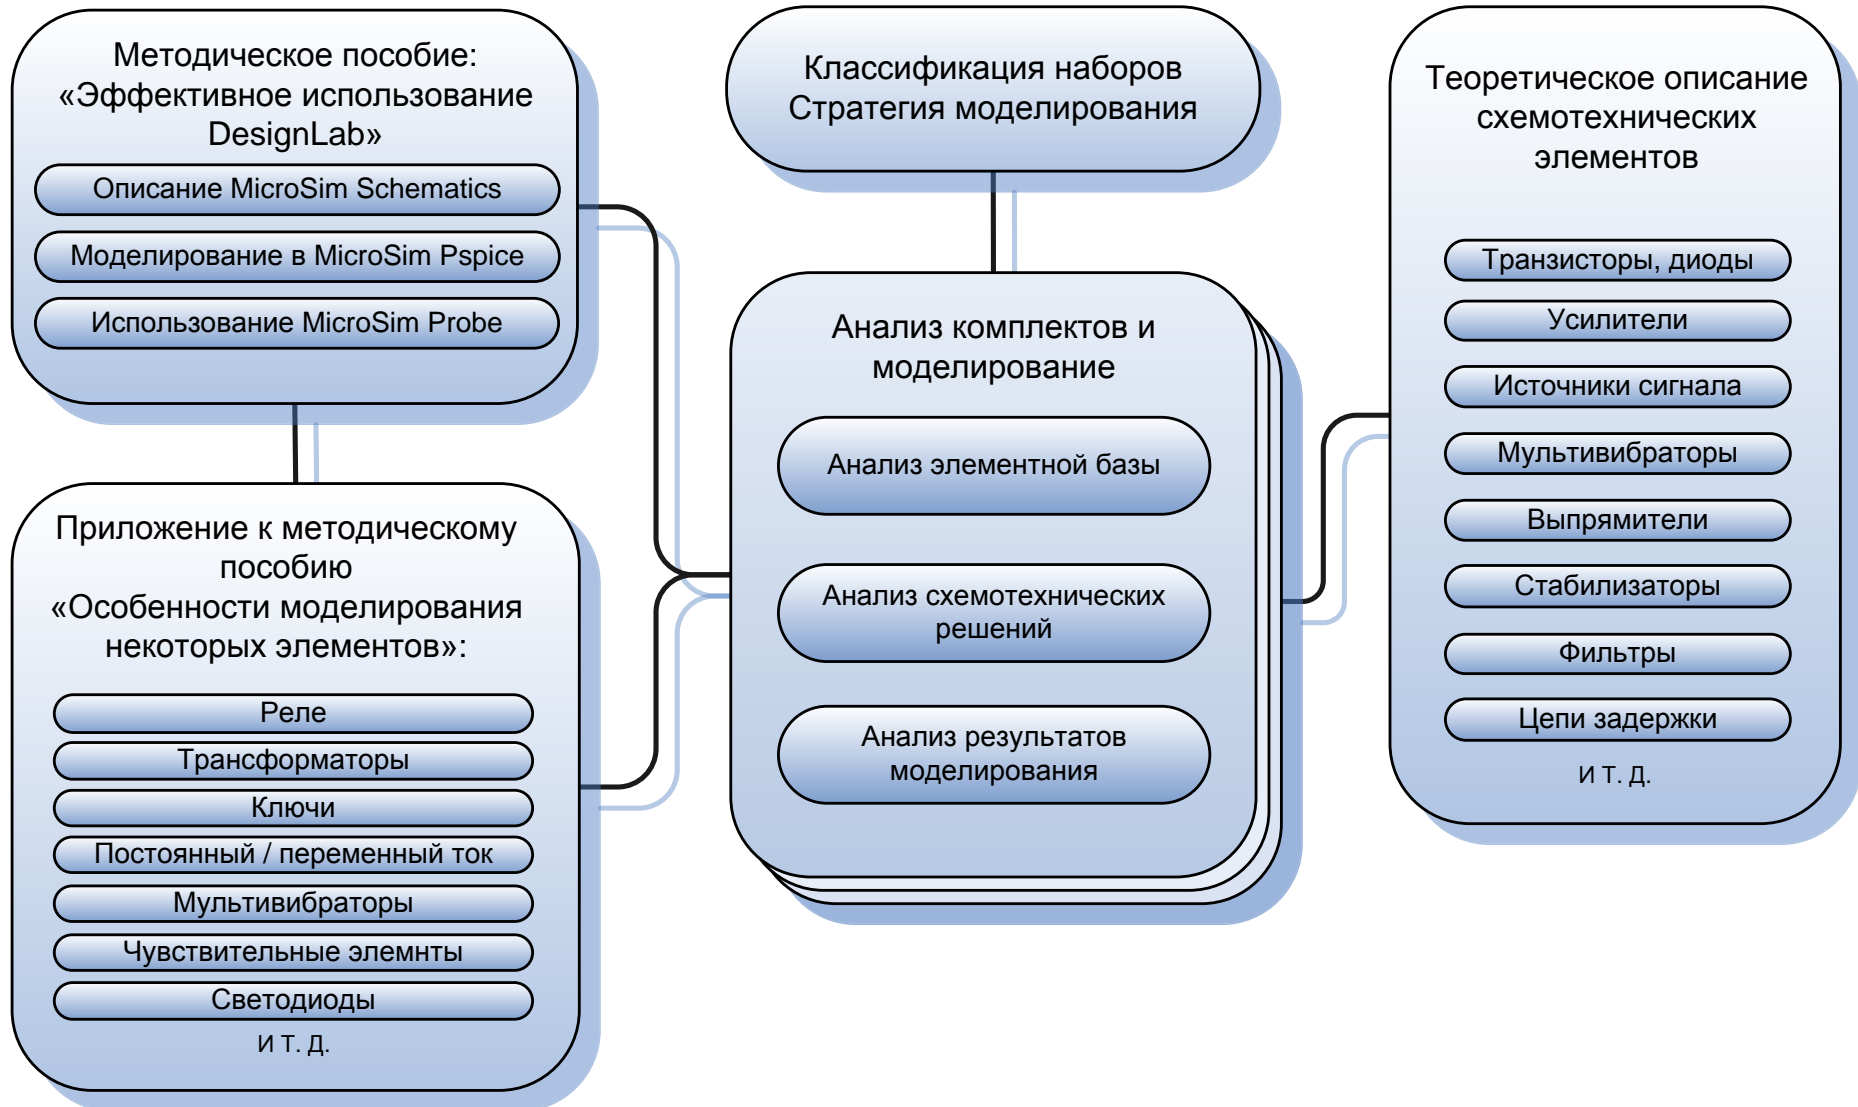 Методическое пособие:
«Эффективное использование
DesignLab»
Описание MicroSim Schematics
Моделирование в MicroSim Pspice
Использование MicroSim Probe
Приложение к методическому
пособию
«Особенности моделирования
некоторых элементов»:
Реле
Трансформаторы
Ключи
Постоянный / переменный ток
Мультивибраторы
Чувствительные элемнты
Светодиоды
и т. д.
Классификация наборов
Стратегия моделирования
Анализ комплектов и
моделирование
Анализ элементной базы
Анализ схемотехнических
решений
Анализ результатов
моделирования
Теоретическое описание
схемотехнических
элементов
Транзисторы, диоды
Усилители
Источники сигнала
Мультивибраторы
Выпрямители
Стабилизаторы
Фильтры
Цепи задержки
и т. д.